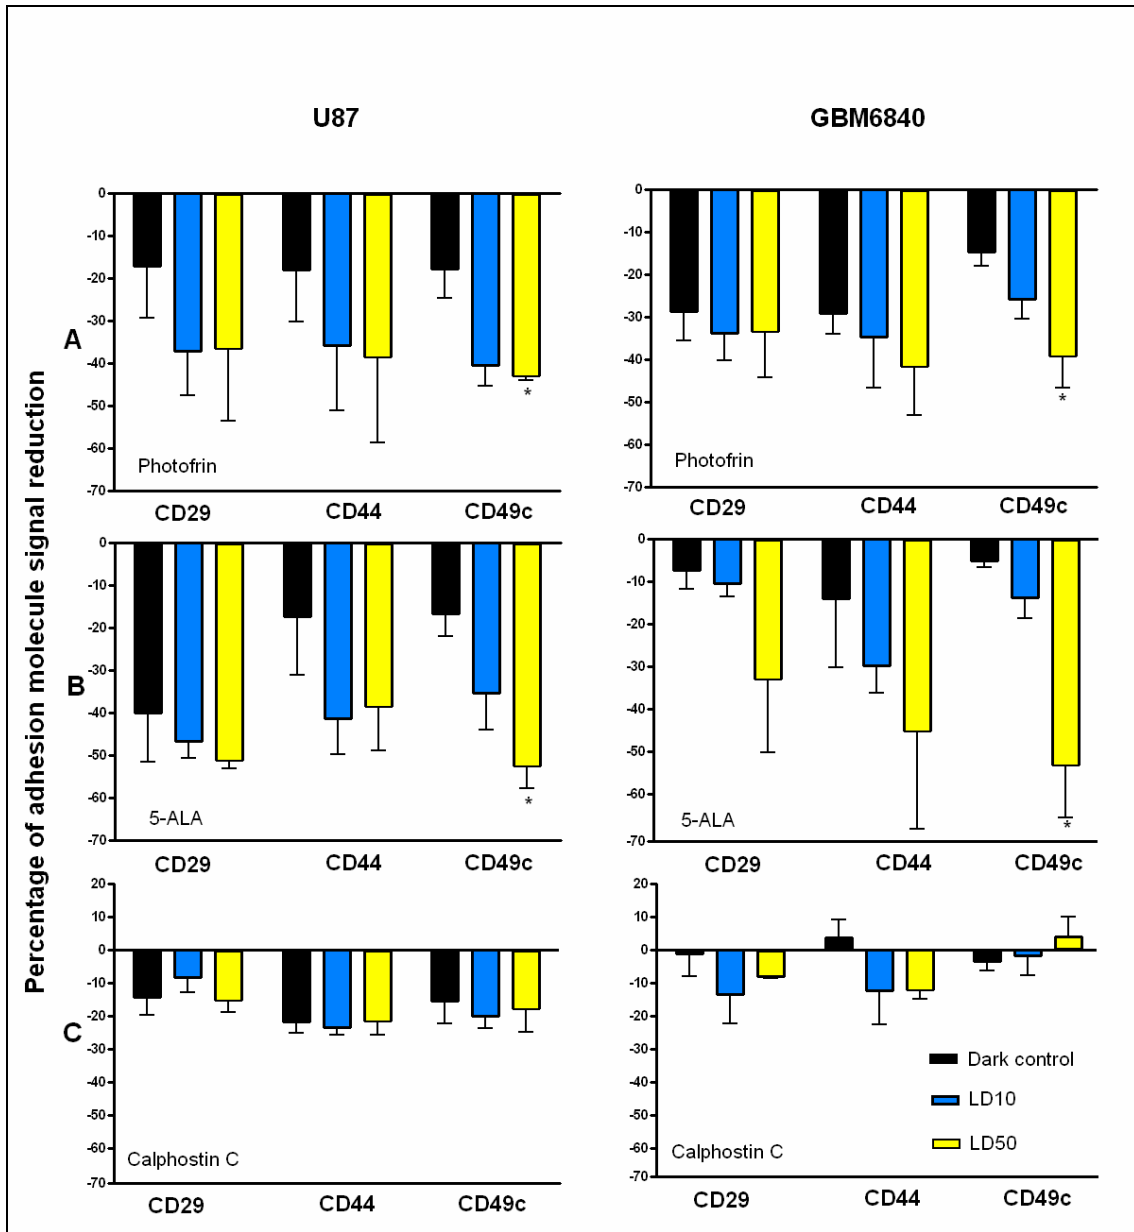 U87
GBM6840
Percentage of adhesion molecule signal reduction
A
0
-10
-20
-30
-40
-50
-60
-70
Photofrin
CD29 CD44 CD49c
*
0
-10
-20
-30
-40
-50
-60
-70
Photofrin
CD29 CD44 CD49c
*
B
0
-10
-20
-30
-40
-50
-60
-70
5-ALA
CD29 CD44 CD49c
*
0
-10
-20
-30
-40
-50
-60
-70
5-ALA
CD29 CD44 CD49c
*
C
20
10
0
-10
-20
-30
-40
-50
-60
-70
Calphostin C
CD29 CD44 CD49c
20
10
0
-10
-20
-30
-40
-50
-60
-70
Dark control
LD10
LD50
Calphostin C
CD29 CD44 CD49c